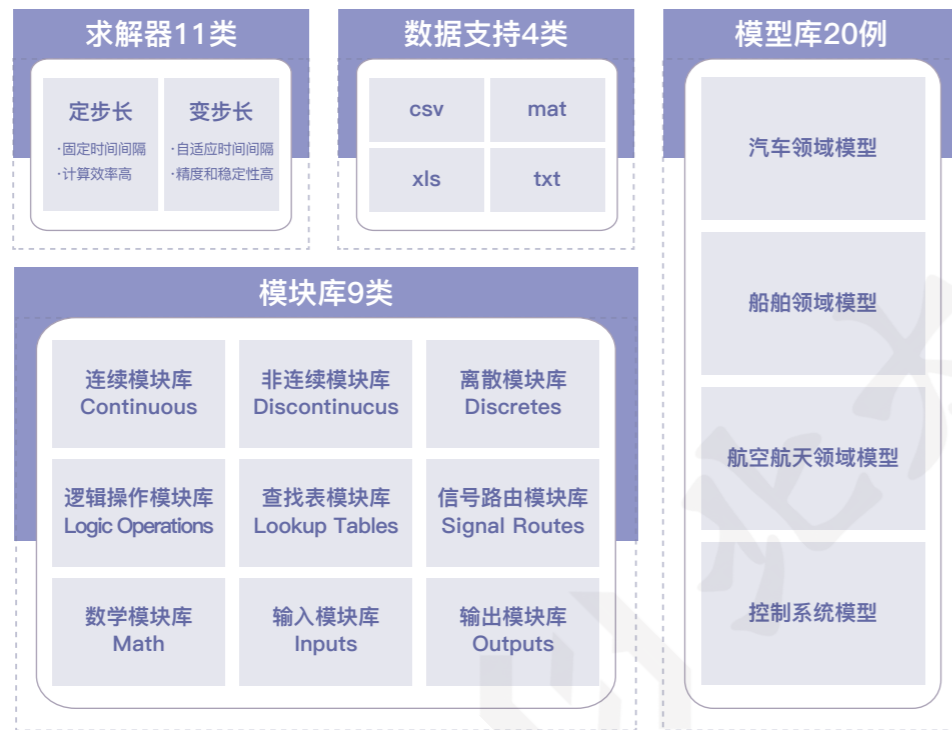 求解器11类
定步长
·固定时间间隔
·计算效率高
变步长
·自适应时间间隔
·精度和稳定性高
数据支持4类
csv
mat
xls
txt
模型库20例
汽车领域模型
船舶领域模型
航空航天领域模型
控制系统模型
模块库9类
连续模块库
Continuous
非连续模块库
Discontinucus
离散模块库
Discretes
逻辑操作模块库
Logic Operations
查找表模块库
Lookup Tables
信号路由模块库
Signal Routes
数学模块库
Math
输入模块库
Inputs
输出模块库
Outputs